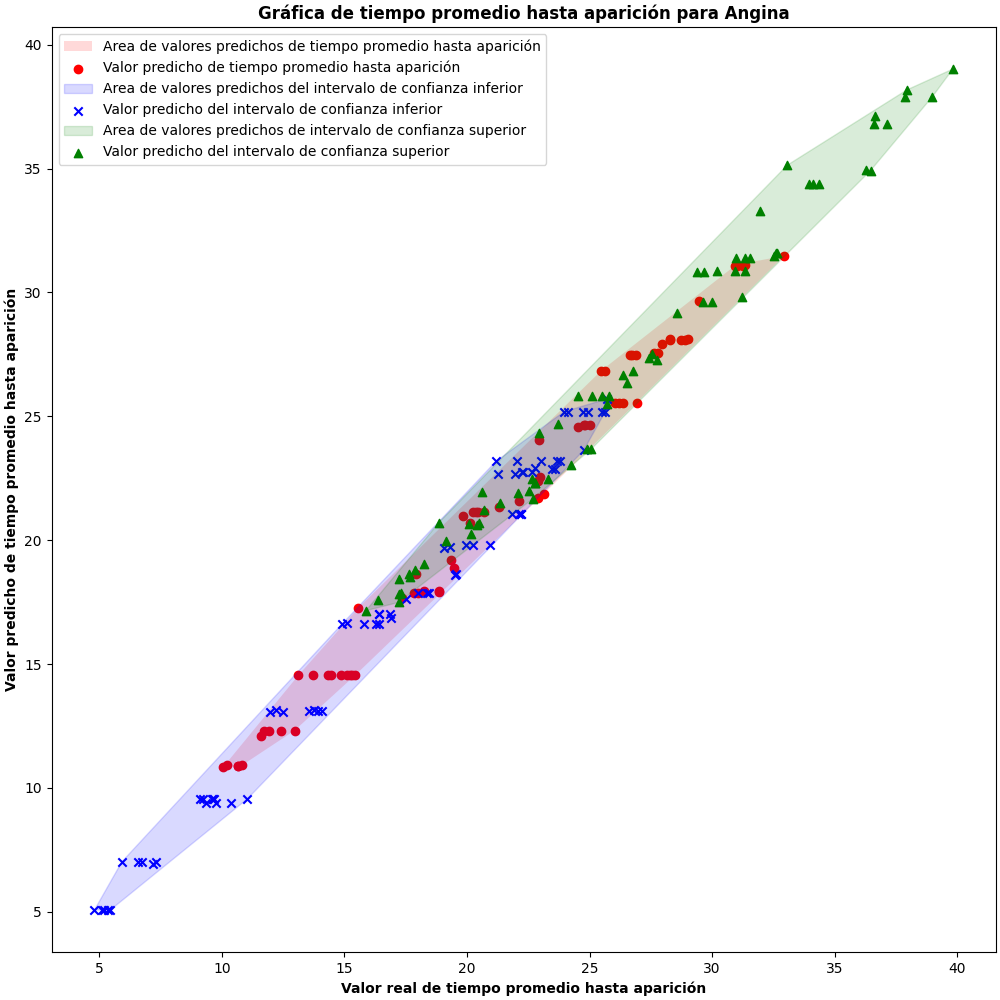 Gráfica de tiempo promedio hasta aparición para Angina
Area de valores predichos de tiempo promedio hasta aparición
Valor predicho de tiempo promedio hasta aparición
Area de valores predichos del intervalo de confianza inferior
Valor predicho del intervalo de confianza inferior
Area de valores predichos de intervalo de confianza superior
Valor predicho del intervalo de confianza superior
Valor predicho de tiempo promedio hasta aparición
40
35
30
25
20
15
10
5
5
10
15
20
25
30
35
40
Valor real de tiempo promedio hasta aparición